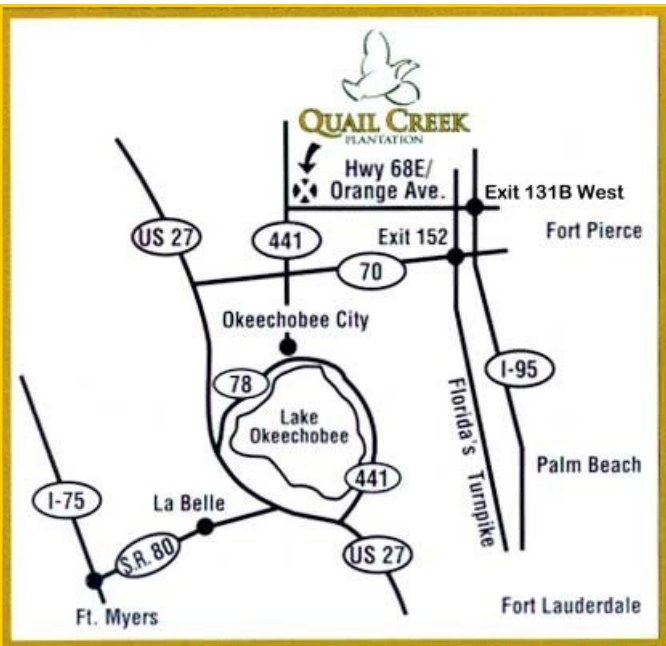 QUAIL CREEK
PLANTATION
Hwy 68E/
Orange Ave.
Exit 131B West
US 27
441
Exit 152
Fort Pierce
70
Okeechobee City
I-95
78
Lake
Okeechobee
Florida's Turnpike
Palm Beach
441
I-75
La Belle
S.R. 80
US 27
Ft. Myers
Fort Lauderdale